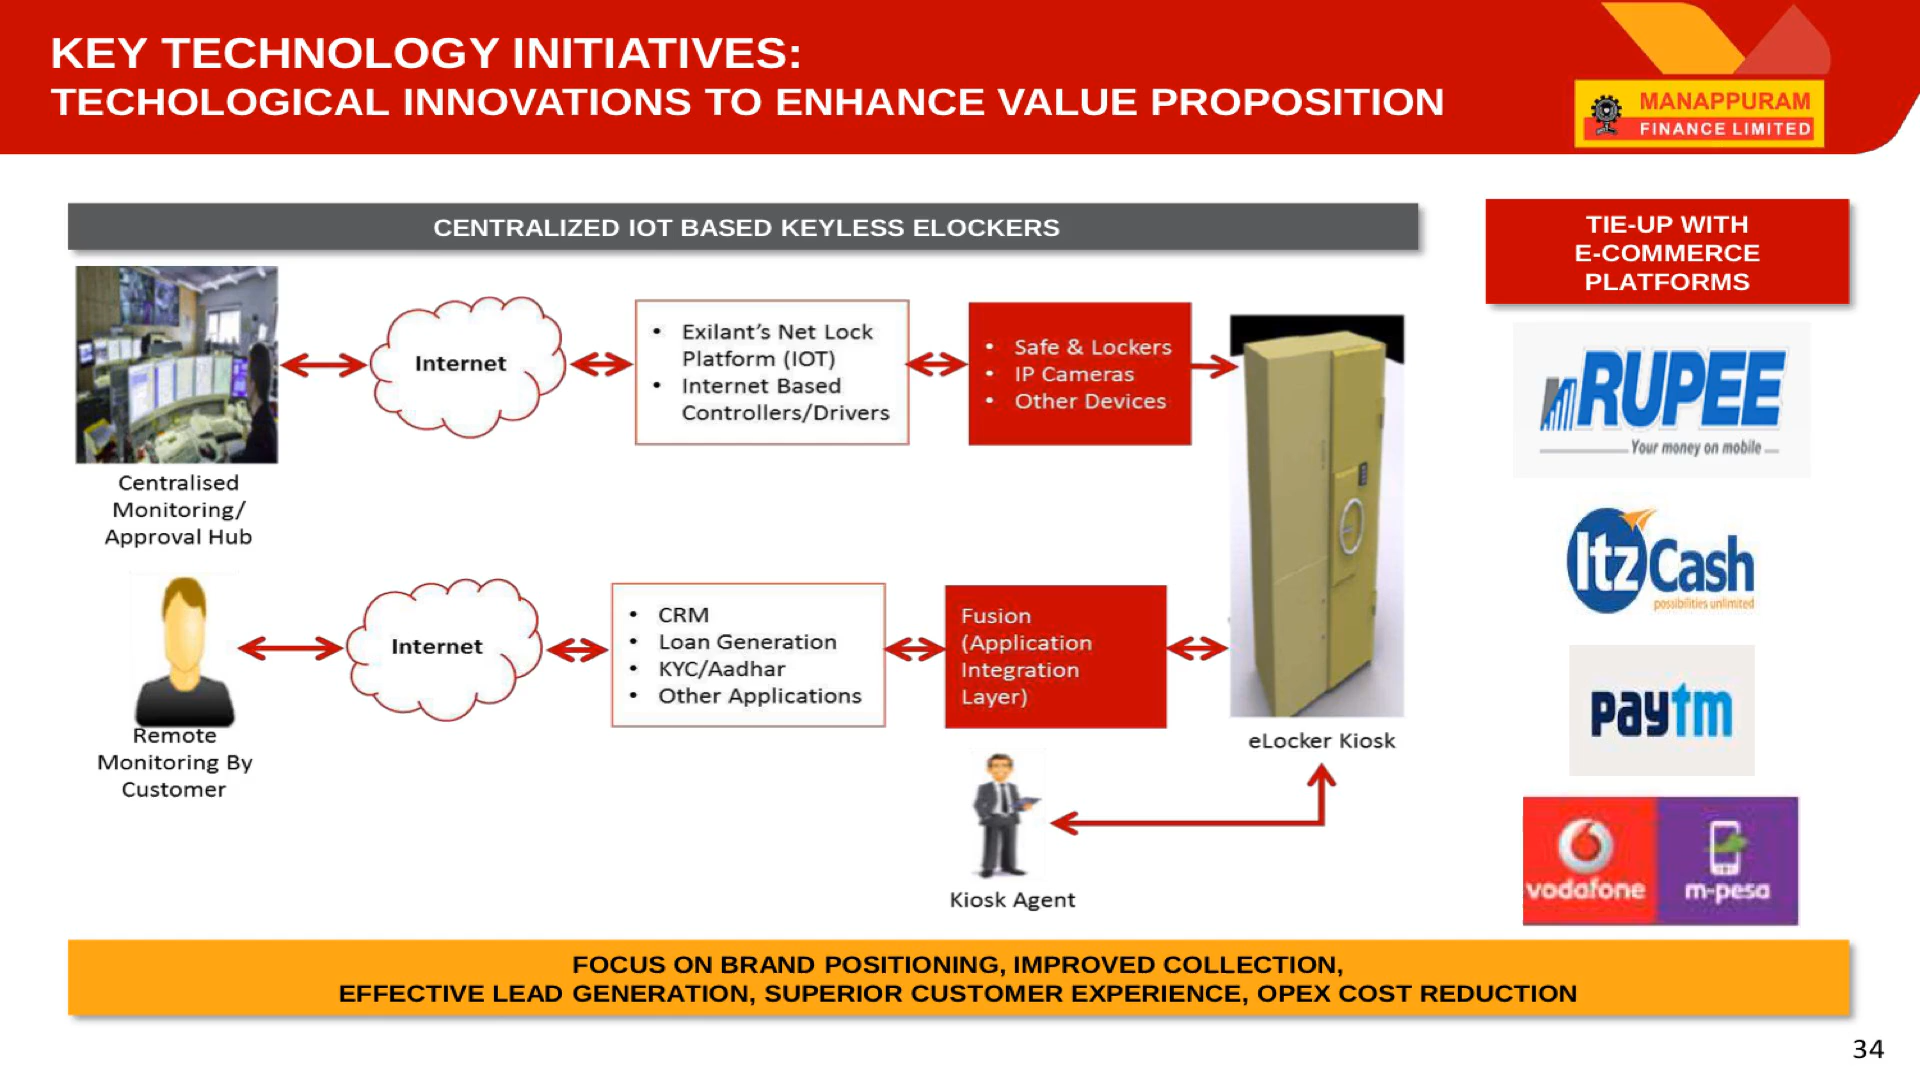 KEY TECHNOLOGY INITIATIVES:
TECHOLOGICAL INNOVATIONS TO ENHANCE VALUE PROPOSITION
MANAPPURAM
FINANCE LIMITED
CENTRALIZED IOT BASED KEYLESS ELOCKERS
Internet
• Exilant's Net Lock
Platform (IOT)
• Internet Based
Controllers/Drivers
• Safe & Lockers
• IP Cameras
• Other Devices
Centralised
Monitoring/
Approval Hub
Internet
• CRM
• Loan Generation
• KYC/Aadhar
• Other Applications
Fusion
(Application
Integration
Layer)
Remote
Monitoring By
Customer
eLocker Kiosk
Kiosk Agent
TIE-UP WITH
E-COMMERCE
PLATFORMS
mRUPEE
Your money on mobile
ItzCash
possibilities unlimited
paytm
vodafone m-pesa
FOCUS ON BRAND POSITIONING, IMPROVED COLLECTION,
EFFECTIVE LEAD GENERATION, SUPERIOR CUSTOMER EXPERIENCE, OPEX COST REDUCTION
34